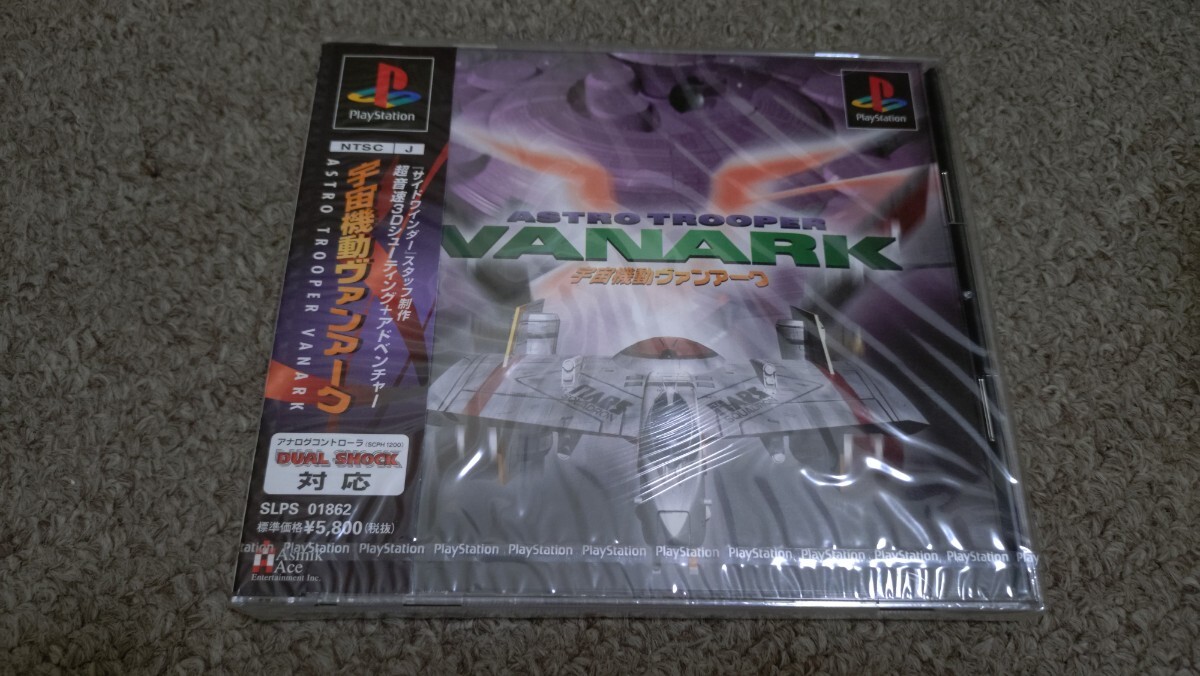 PlayStation
NTSC J
宇宙機動ヴァンアーク
ASTRO TROOPER VANARK
「サイドワインダー」スタッフ制作
超音速3Dシューティング+アドベンチャー
アナログコントローラ(SCPH 1200)
DUAL SHOCK
対応
SLPS 01862
標準価格¥5,800(税抜)
Asmik
Ace
Entertainment Inc.
PlayStation
ASTRO TROOPER
VANARK
宇宙機動ヴァンアーク
PlayStation PlayStation PlayStation PlayStation PlayStation PlayStation PlayStation PlayStation PlayStation PlayStation